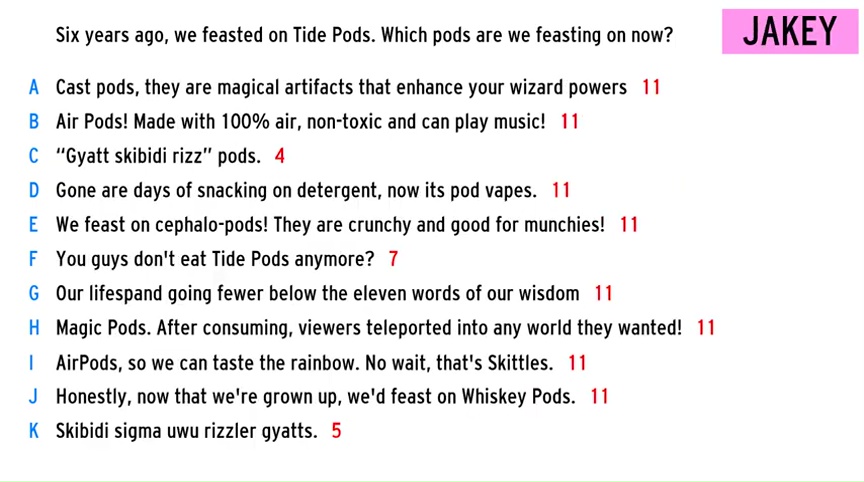 Six years ago, we feasted on Tide Pods. Which pods are we feasting on now?
JAKEY
A Cast pods, they are magical artifacts that enhance your wizard powers 11
B Air Pods! Made with 100% air, non-toxic and can play music! 11
C “Gyatt skibidi rizz” pods. 4
D Gone are days of snacking on detergent, now its pod vapes. 11
E We feast on cephalo-pods! They are crunchy and good for munchies! 11
F You guys don't eat Tide Pods anymore? 7
G Our lifespand going fewer below the eleven words of our wisdom 11
H Magic Pods. After consuming, viewers teleported into any world they wanted! 11
I AirPods, so we can taste the rainbow. No wait, that's Skittles. 11
J Honestly, now that we're grown up, we'd feast on Whiskey Pods. 11
K Skibidi sigma uwu rizzler gyatts. 5